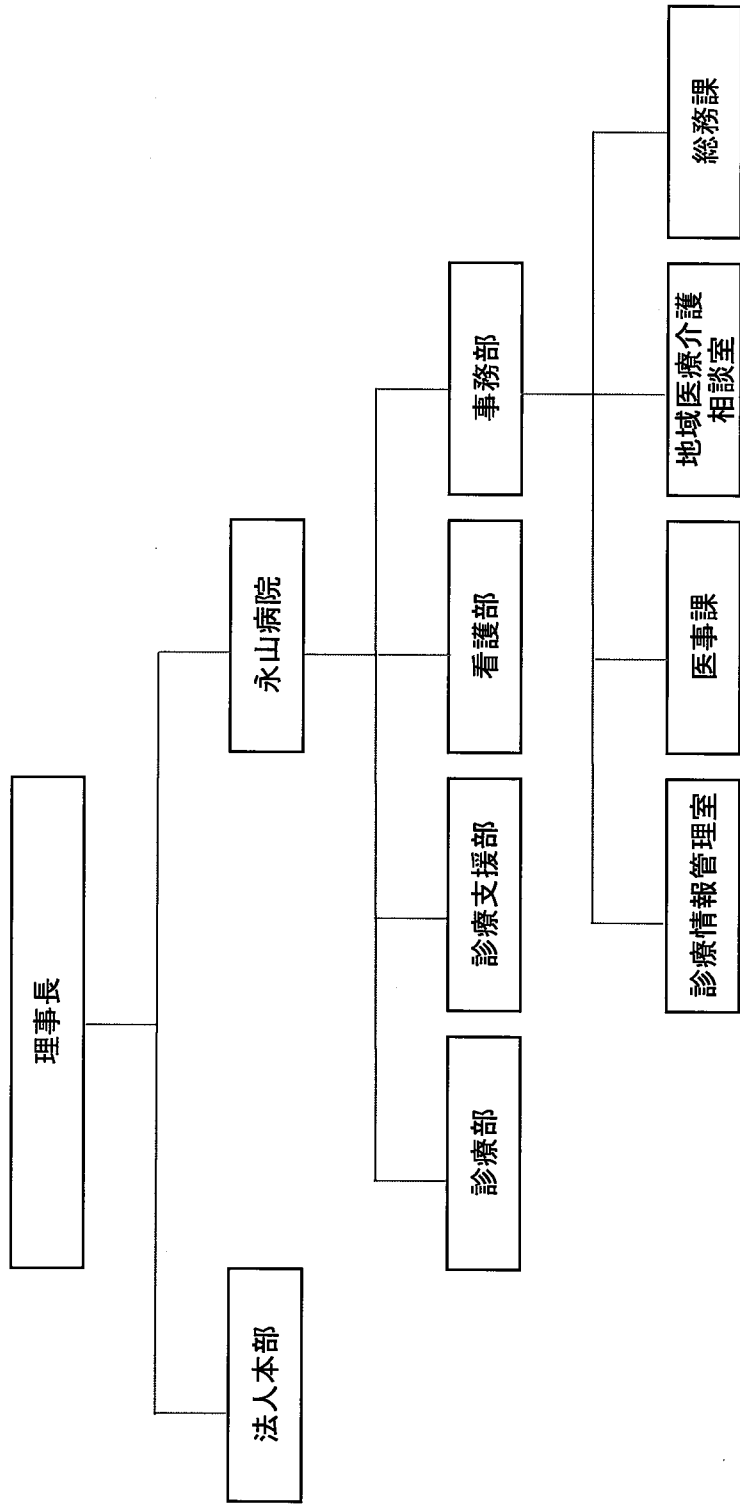 理事長
法人本部
永山病院
診療部
診療支援部
看護部
事務部
診療情報管理室
医事課
地域医療介護
相談室
総務課